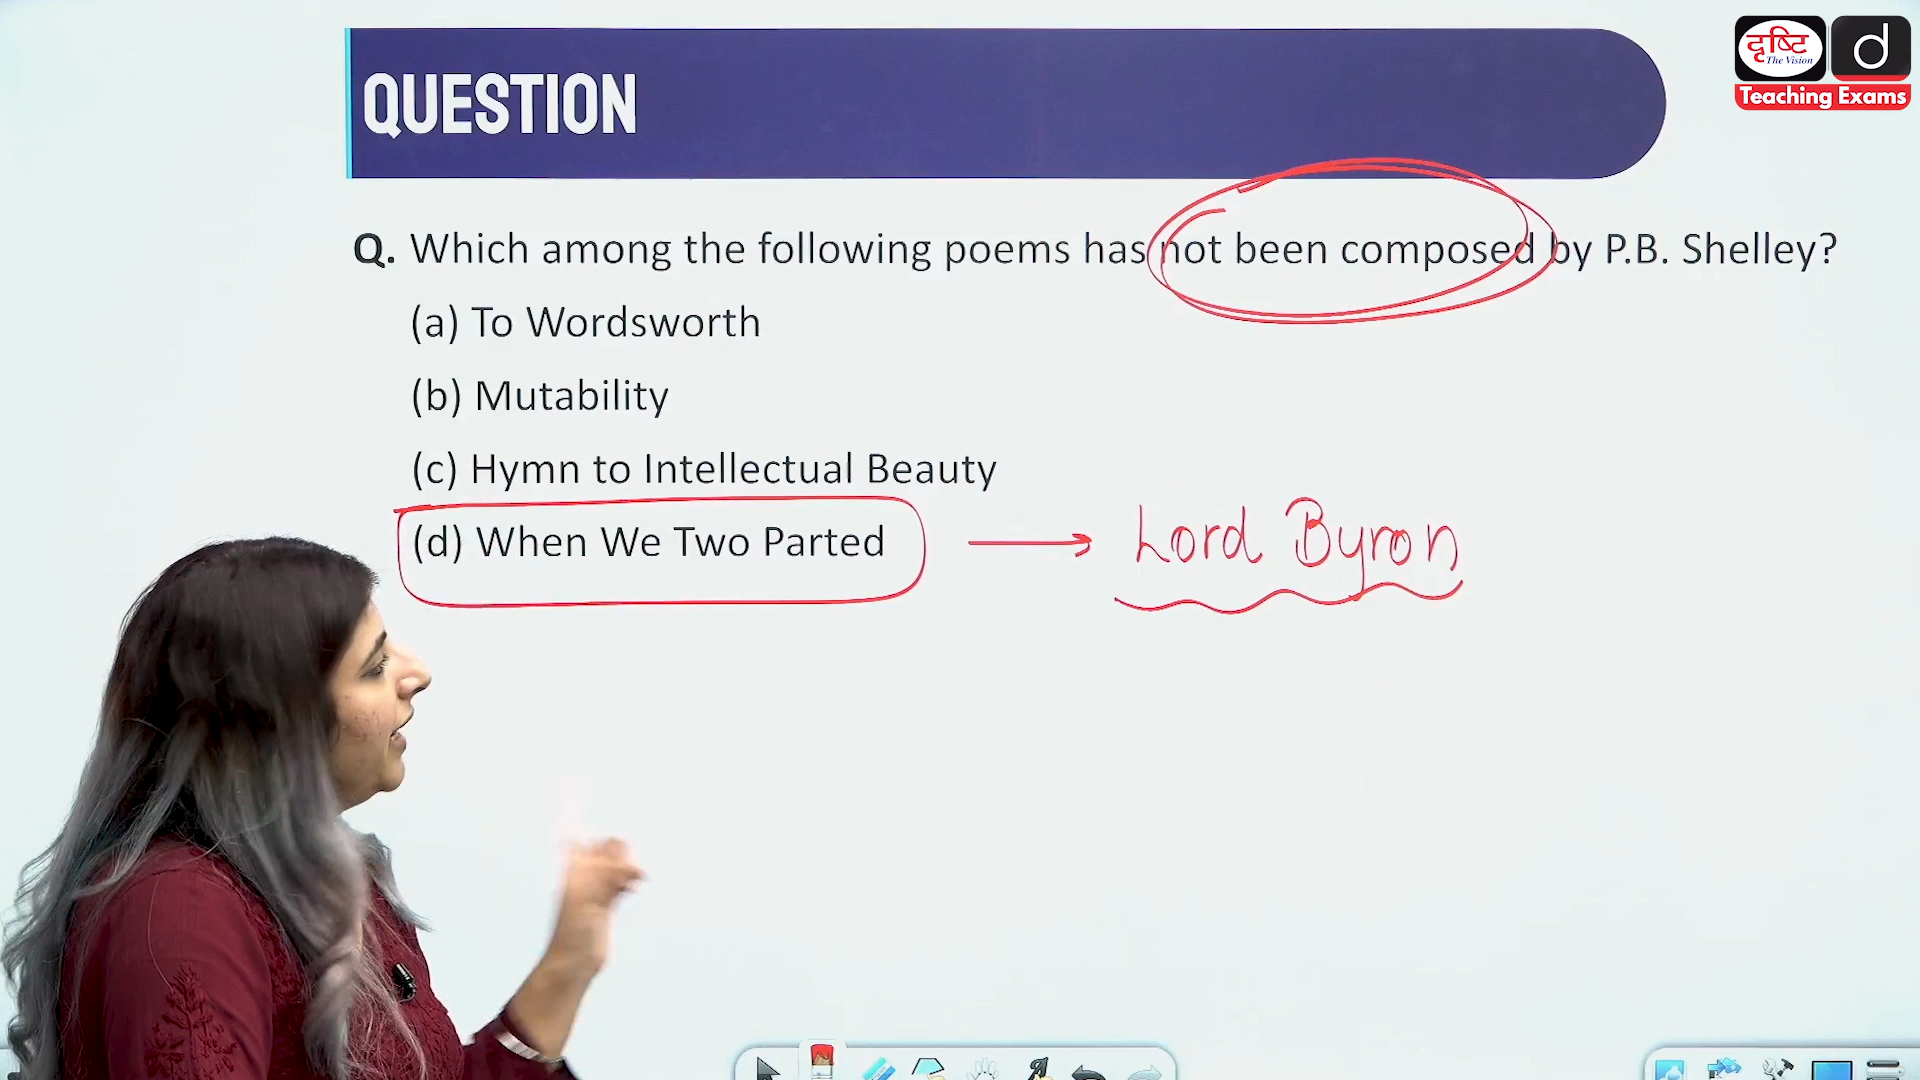 दृष्टि
The Vision
d
Teaching Exams
QUESTION
Q. Which among the following poems has not been composed by P.B. Shelley?
(a) To Wordsworth
(b) Mutability
(c) Hymn to Intellectual Beauty
(d) When We Two Parted → Lord Byron